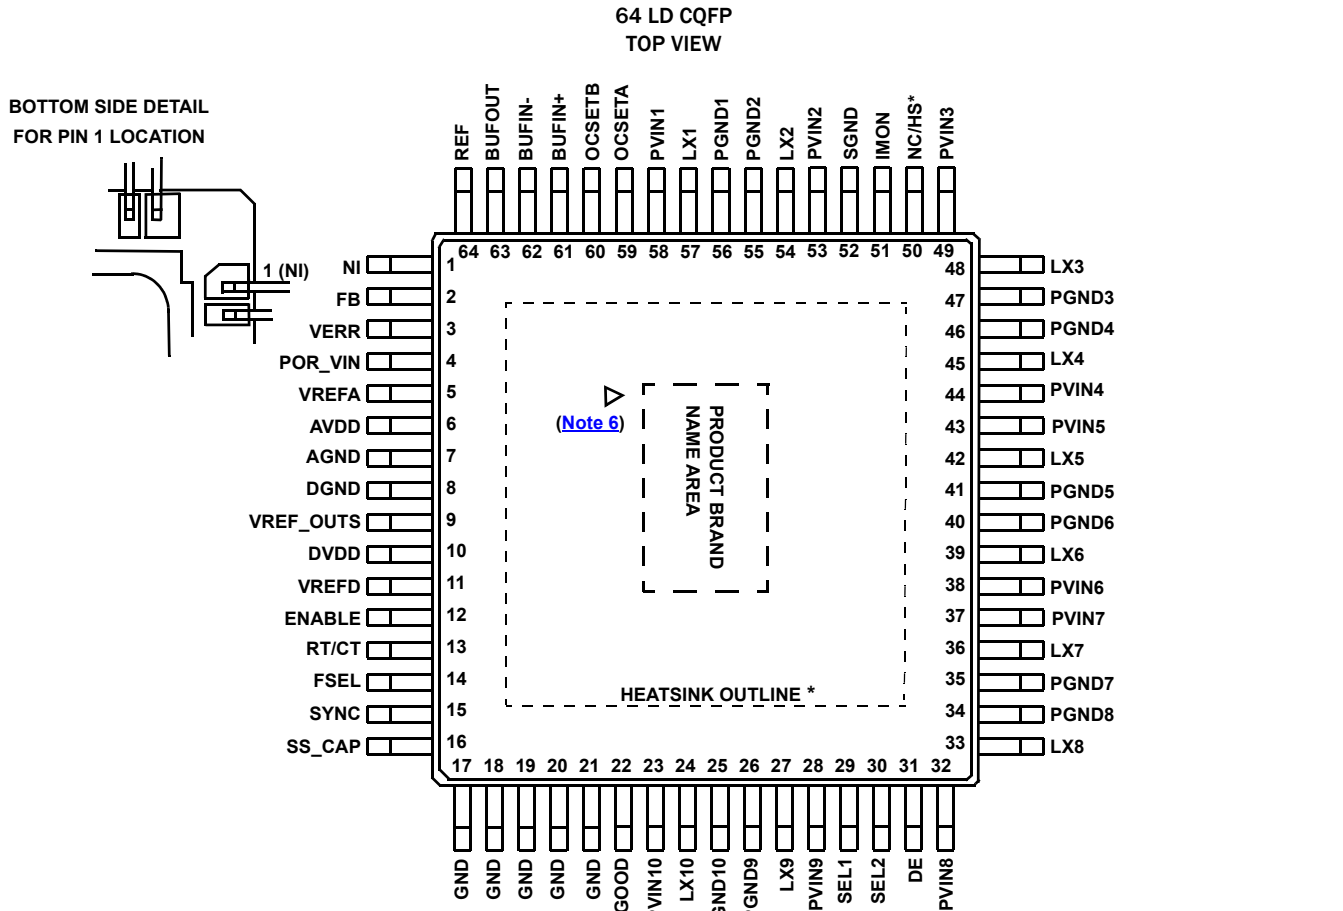 64 LD CQFP
TOP VIEW
BOTTOM SIDE DETAIL
FOR PIN 1 LOCATION
1 (NI)
REF
BUFOUT
BUFIN-
BUFIN+
OCSETB
OCSETA
PVIN1
LX1
PGND1
PGND2
LX2
PVIN2
SGND
IMON
NC/HS*
PVIN3
64 63 62 61 60 59 58 57 56 55 54 53 52 51 50 49
NI 1
FB 2
VERR 3
POR_VIN 4
VREFA 5
AVDD 6
AGND 7
DGND 8
VREF_OUTS 9
DVDD 10
VREFD 11
ENABLE 12
RT/CT 13
FSEL 14
SYNC 15
SS_CAP 16
(Note 6)
PRODUCT BRAND
NAME AREA
HEATSINK OUTLINE *
48 LX3
47 PGND3
46 PGND4
45 LX4
44 PVIN4
43 PVIN5
42 LX5
41 PGND5
40 PGND6
39 LX6
38 PVIN6
37 PVIN7
36 LX7
35 PGND7
34 PGND8
33 LX8
17 18 19 20 21 22 23 24 25 26 27 28 29 30 31 32
GND
GND
GND
GND
GND
GOOD
VIN10
LX10
GND10
GND9
LX9
PVIN9
SEL1
SEL2
DE
PVIN8